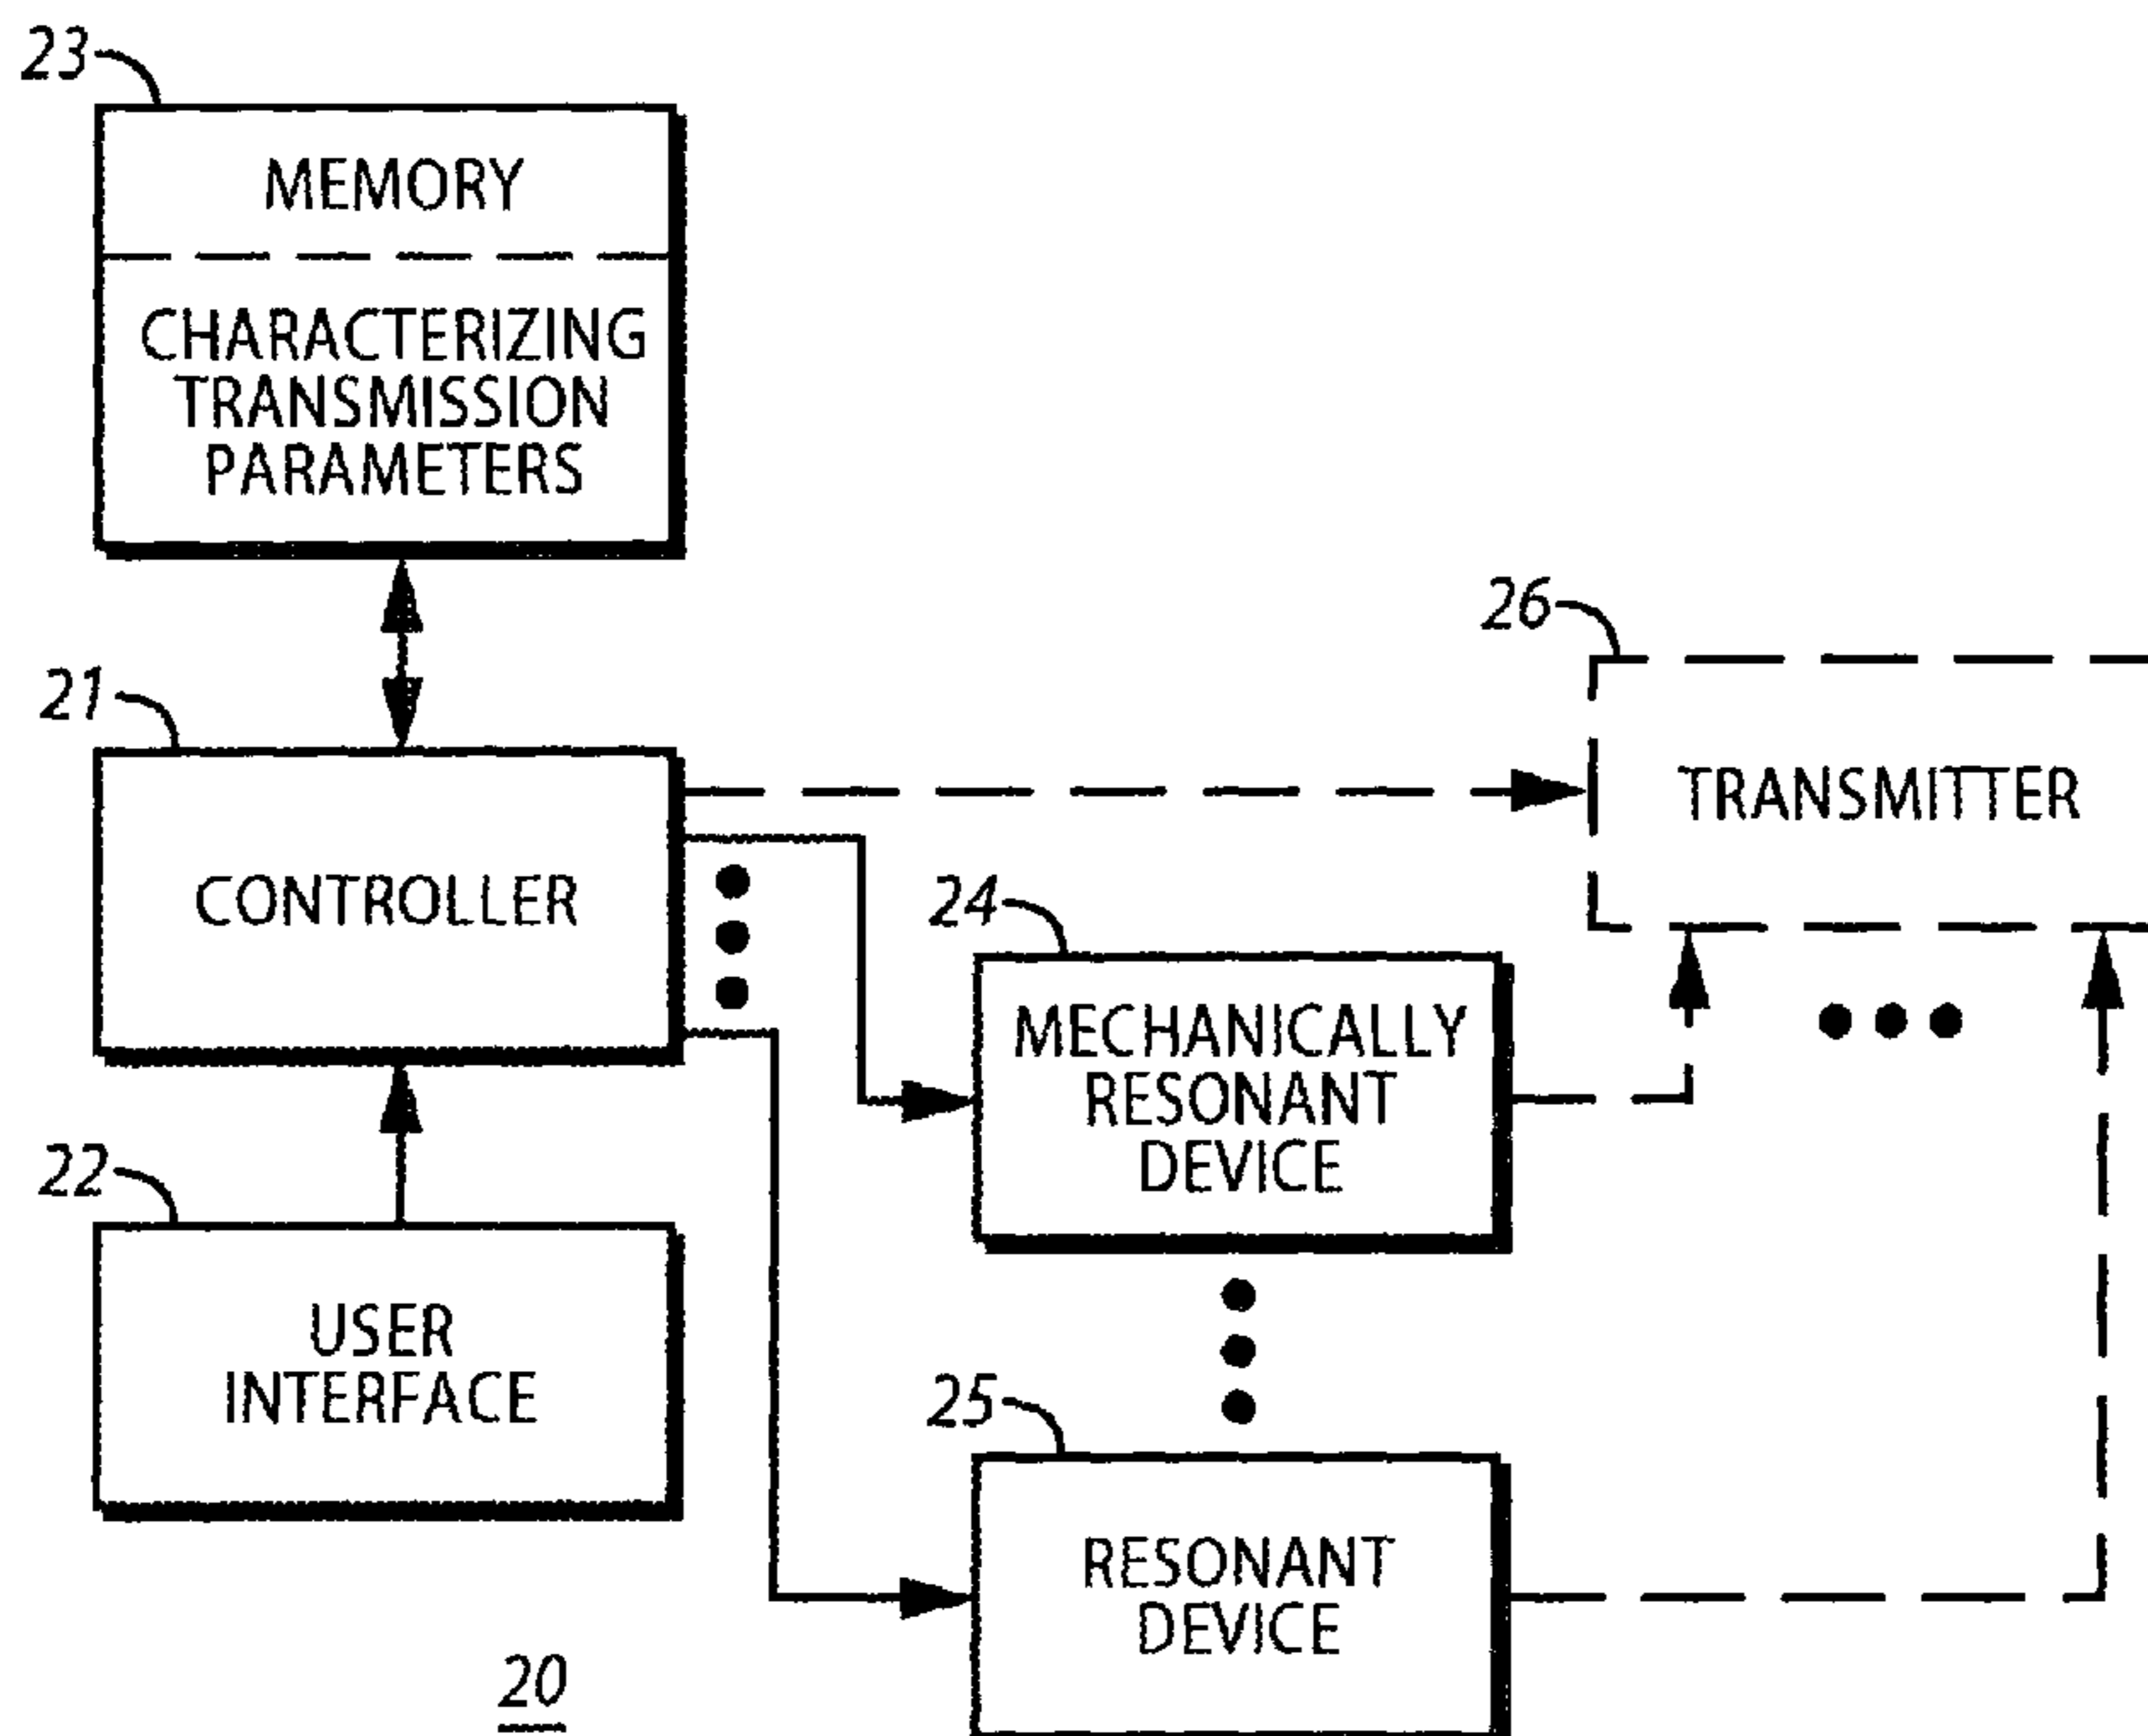 23
MEMORY
CHARACTERIZING
TRANSMISSION
PARAMETERS
26
21
TRANSMITTER
CONTROLLER
24
MECHANICALLY
RESONANT
DEVICE
22
USER
INTERFACE
25
RESONANT
DEVICE
20